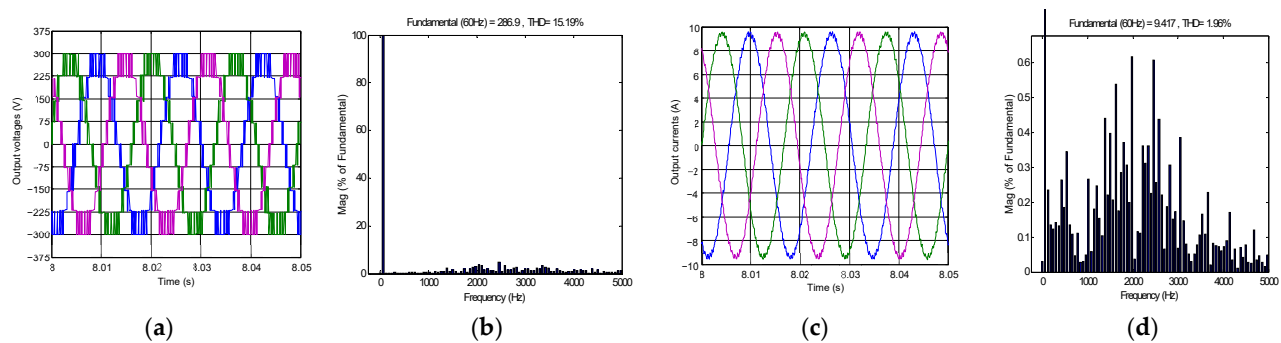 Output voltages (V)
375
300
225
150
75
0
−75
−150
−225
−300
−375
8 8.01 8.02 8.03 8.04 8.05
Time (s)
(a)
Fundamental (60Hz) = 286.9 , THD= 15.19%
Mag (% of Fundamental)
100
80
60
40
20
0
0 1000 2000 3000 4000 5000
Frequency (Hz)
(b)
Output currents (A)
10
8
6
4
2
0
−2
−4
−6
−8
−10
8 8.01 8.02 8.03 8.04 8.05
Time (s)
(c)
Fundamental (60Hz) = 9.417 , THD= 1.96%
Mag (% of Fundamental)
0.6
0.5
0.4
0.3
0.2
0.1
0
0 1000 2000 3000 4000 5000
Frequency (Hz)
(d)